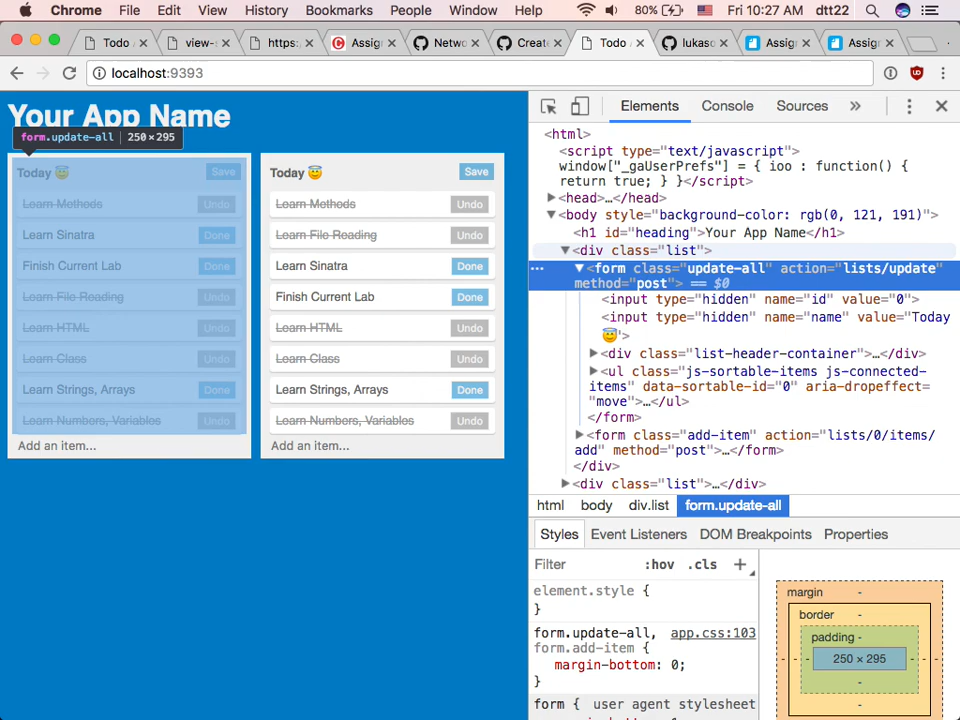 Chrome File Edit View History Bookmarks People Window Help 80% Fri 10:27 AM dtt22
Todo view-s https: Assign Netwo Create Todo lukaso Assign Assign
localhost:9393
Your App Name
form.update-all 250×295
Today 😇 Save
Learn Methods Undo
Learn Sinatra Done
Finish Current Lab Done
Learn File Reading Undo
Learn HTML Undo
Learn Class Undo
Learn Strings, Arrays Done
Learn Numbers, Variables Undo
Add an item...
Today 😇 Save
Learn Methods Undo
Learn File Reading Undo
Learn Sinatra Done
Finish Current Lab Done
Learn HTML Undo
Learn Class Undo
Learn Strings, Arrays Done
Learn Numbers, Variables Undo
Add an item...
Elements Console Sources »
<html>
<script type="text/javascript">
window["_gaUserPrefs"] = { ioo : function() {
return true; } }</script>
<head>…</head>
<body style="background-color: rgb(0, 121, 191)">
<h1 id="heading">Your App Name</h1>
<div class="list">
<form class="update-all" action="lists/update"
method="post"> == $0
<input type="hidden" name="id" value="0">
<input type="hidden" name="name" value="Today
😇">
<div class="list-header-container">…</div>
<ul class="js-sortable-items js-connected-
items" data-sortable-id="0" aria-dropeffect=
"move">…</ul>
</form>
<form class="add-item" action="lists/0/items/
add" method="post">…</form>
</div>
<div class="list">…</div>
html body div.list form.update-all
Styles Event Listeners DOM Breakpoints Properties
Filter :hov .cls +
element.style {
}
form.update-all, app.css:103
form.add-item {
margin-bottom: 0;
}
form { user agent stylesheet
margin -
border -
padding -
250 × 295
-
-
-